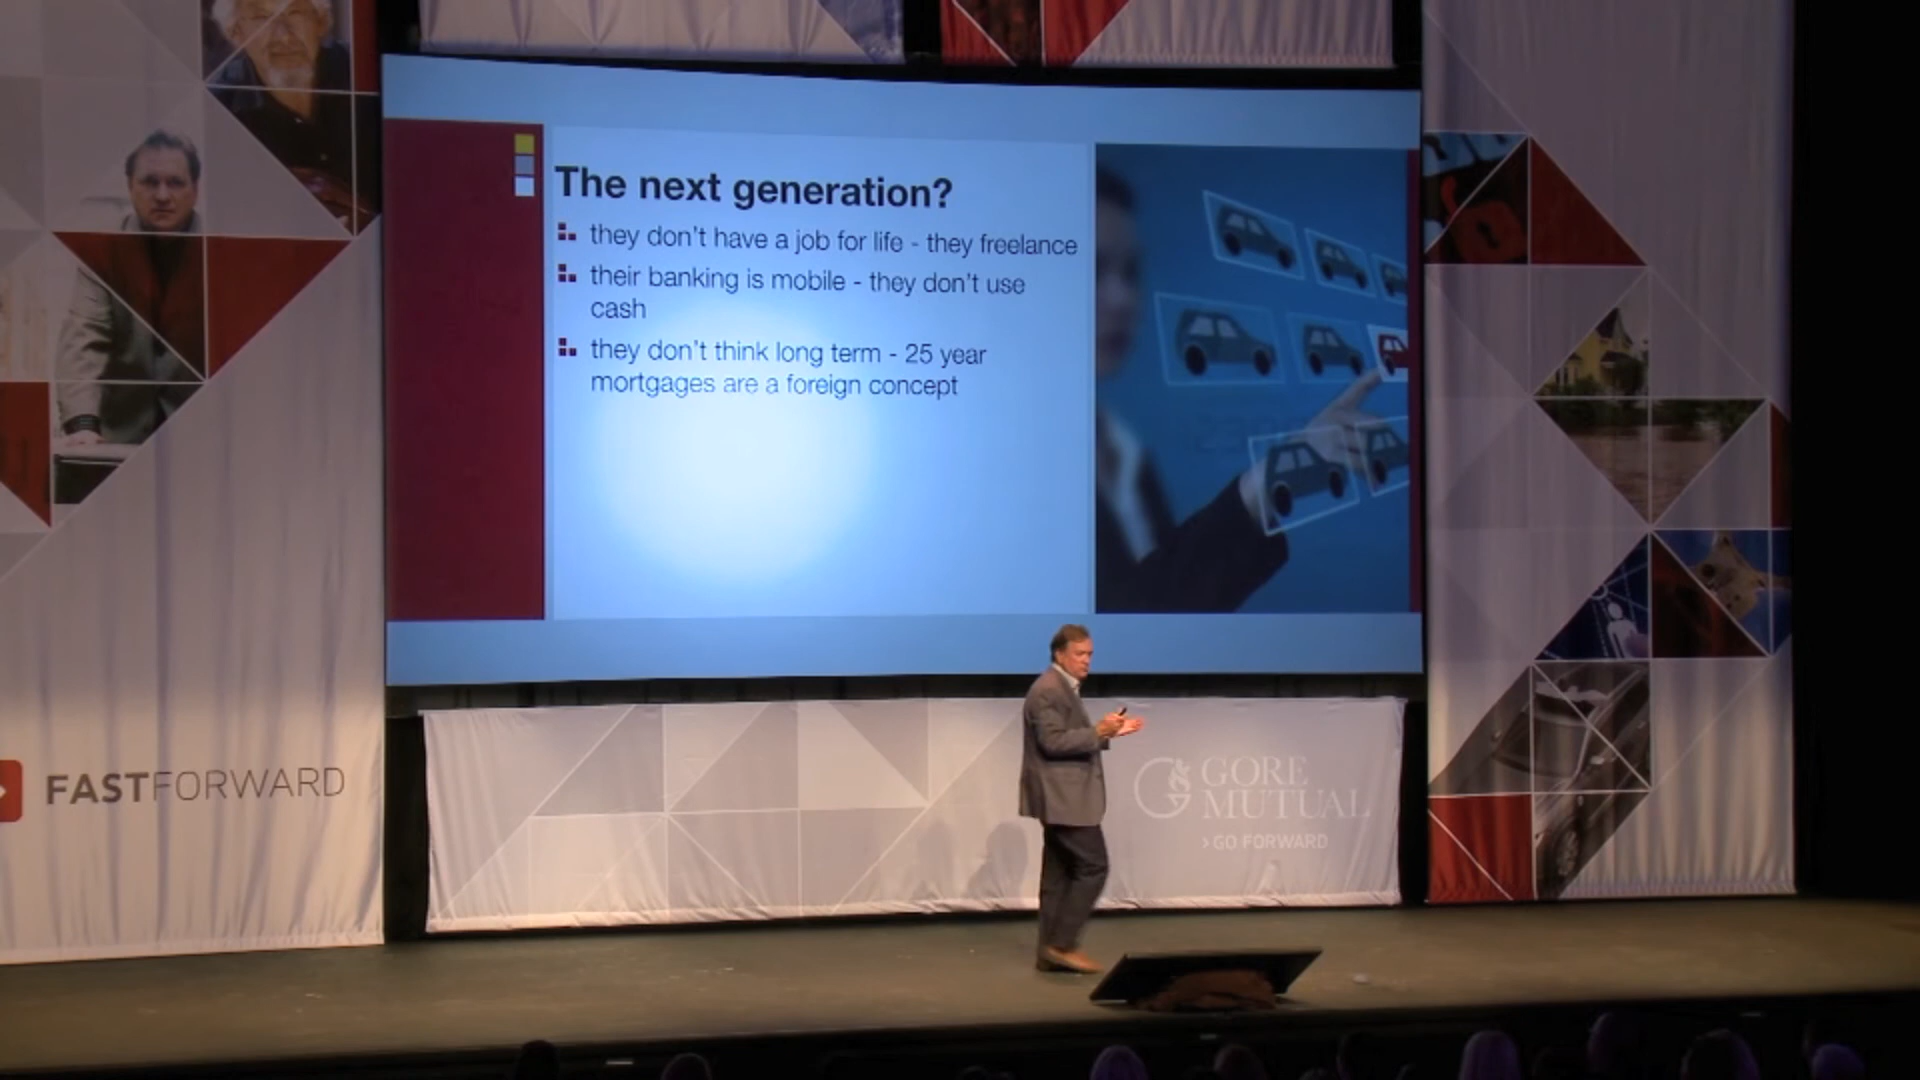 The next generation?
they don't have a job for life - they freelance
their banking is mobile - they don't use
cash
they don't think long term - 25 year
mortgages are a foreign concept
FASTFORWARD
GORE
MUTUAL
> GO FORWARD